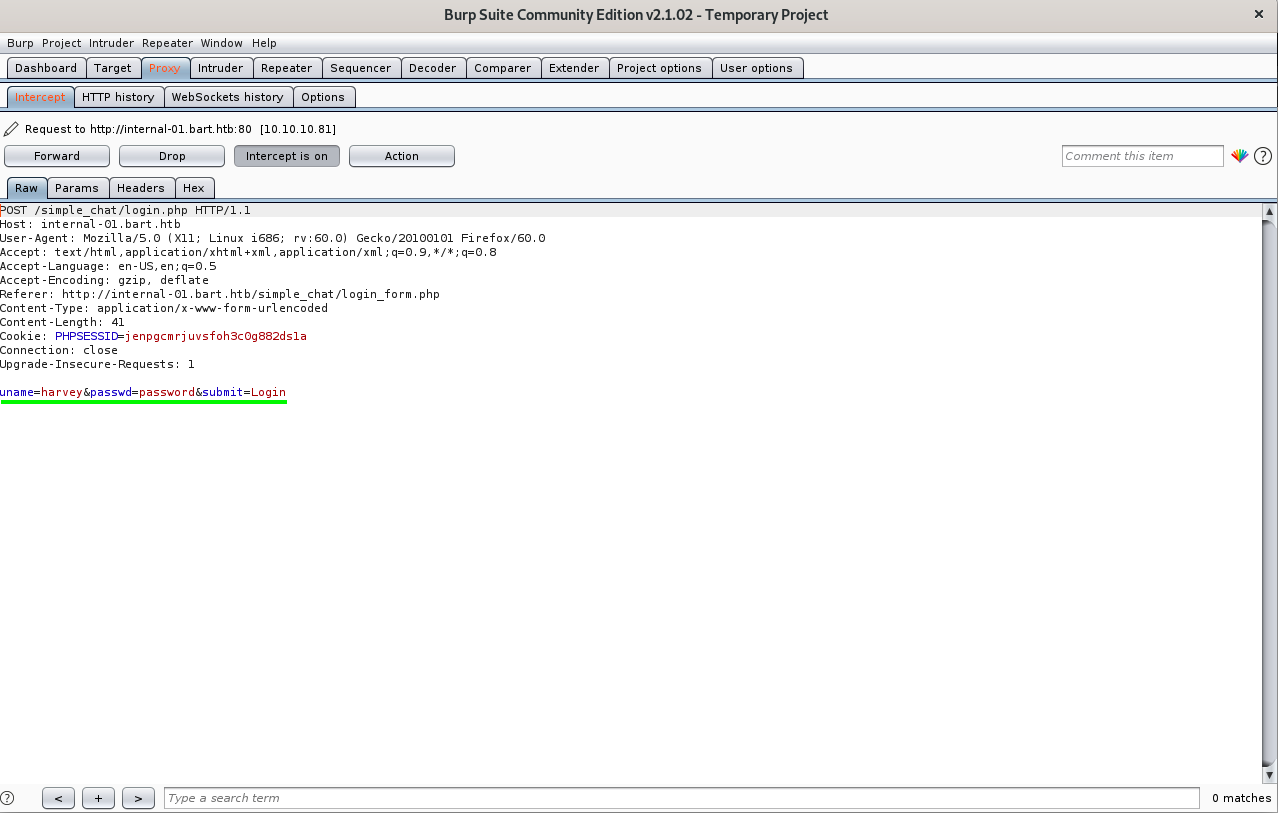 Burp Suite Community Edition v2.1.02 - Temporary Project
Burp Project Intruder Repeater Window Help
Dashboard Target Proxy Intruder Repeater Sequencer Decoder Comparer Extender Project options User options
Intercept HTTP history WebSockets history Options
Request to http://internal-01.bart.htb:80 [10.10.10.81]
Forward Drop Intercept is on Action Comment this item ?
Raw Params Headers Hex
POST /simple_chat/login.php HTTP/1.1
Host: internal-01.bart.htb
User-Agent: Mozilla/5.0 (X11; Linux i686; rv:60.0) Gecko/20100101 Firefox/60.0
Accept: text/html,application/xhtml+xml,application/xml;q=0.9,*/*;q=0.8
Accept-Language: en-US,en;q=0.5
Accept-Encoding: gzip, deflate
Referer: http://internal-01.bart.htb/simple_chat/login_form.php
Content-Type: application/x-www-form-urlencoded
Content-Length: 41
Cookie: PHPSESSID=jenpgcmrjuvsfoh3c0g882ds1a
Connection: close
Upgrade-Insecure-Requests: 1
uname=harvey&passwd=password&submit=Login
? < + > Type a search term 0 matches